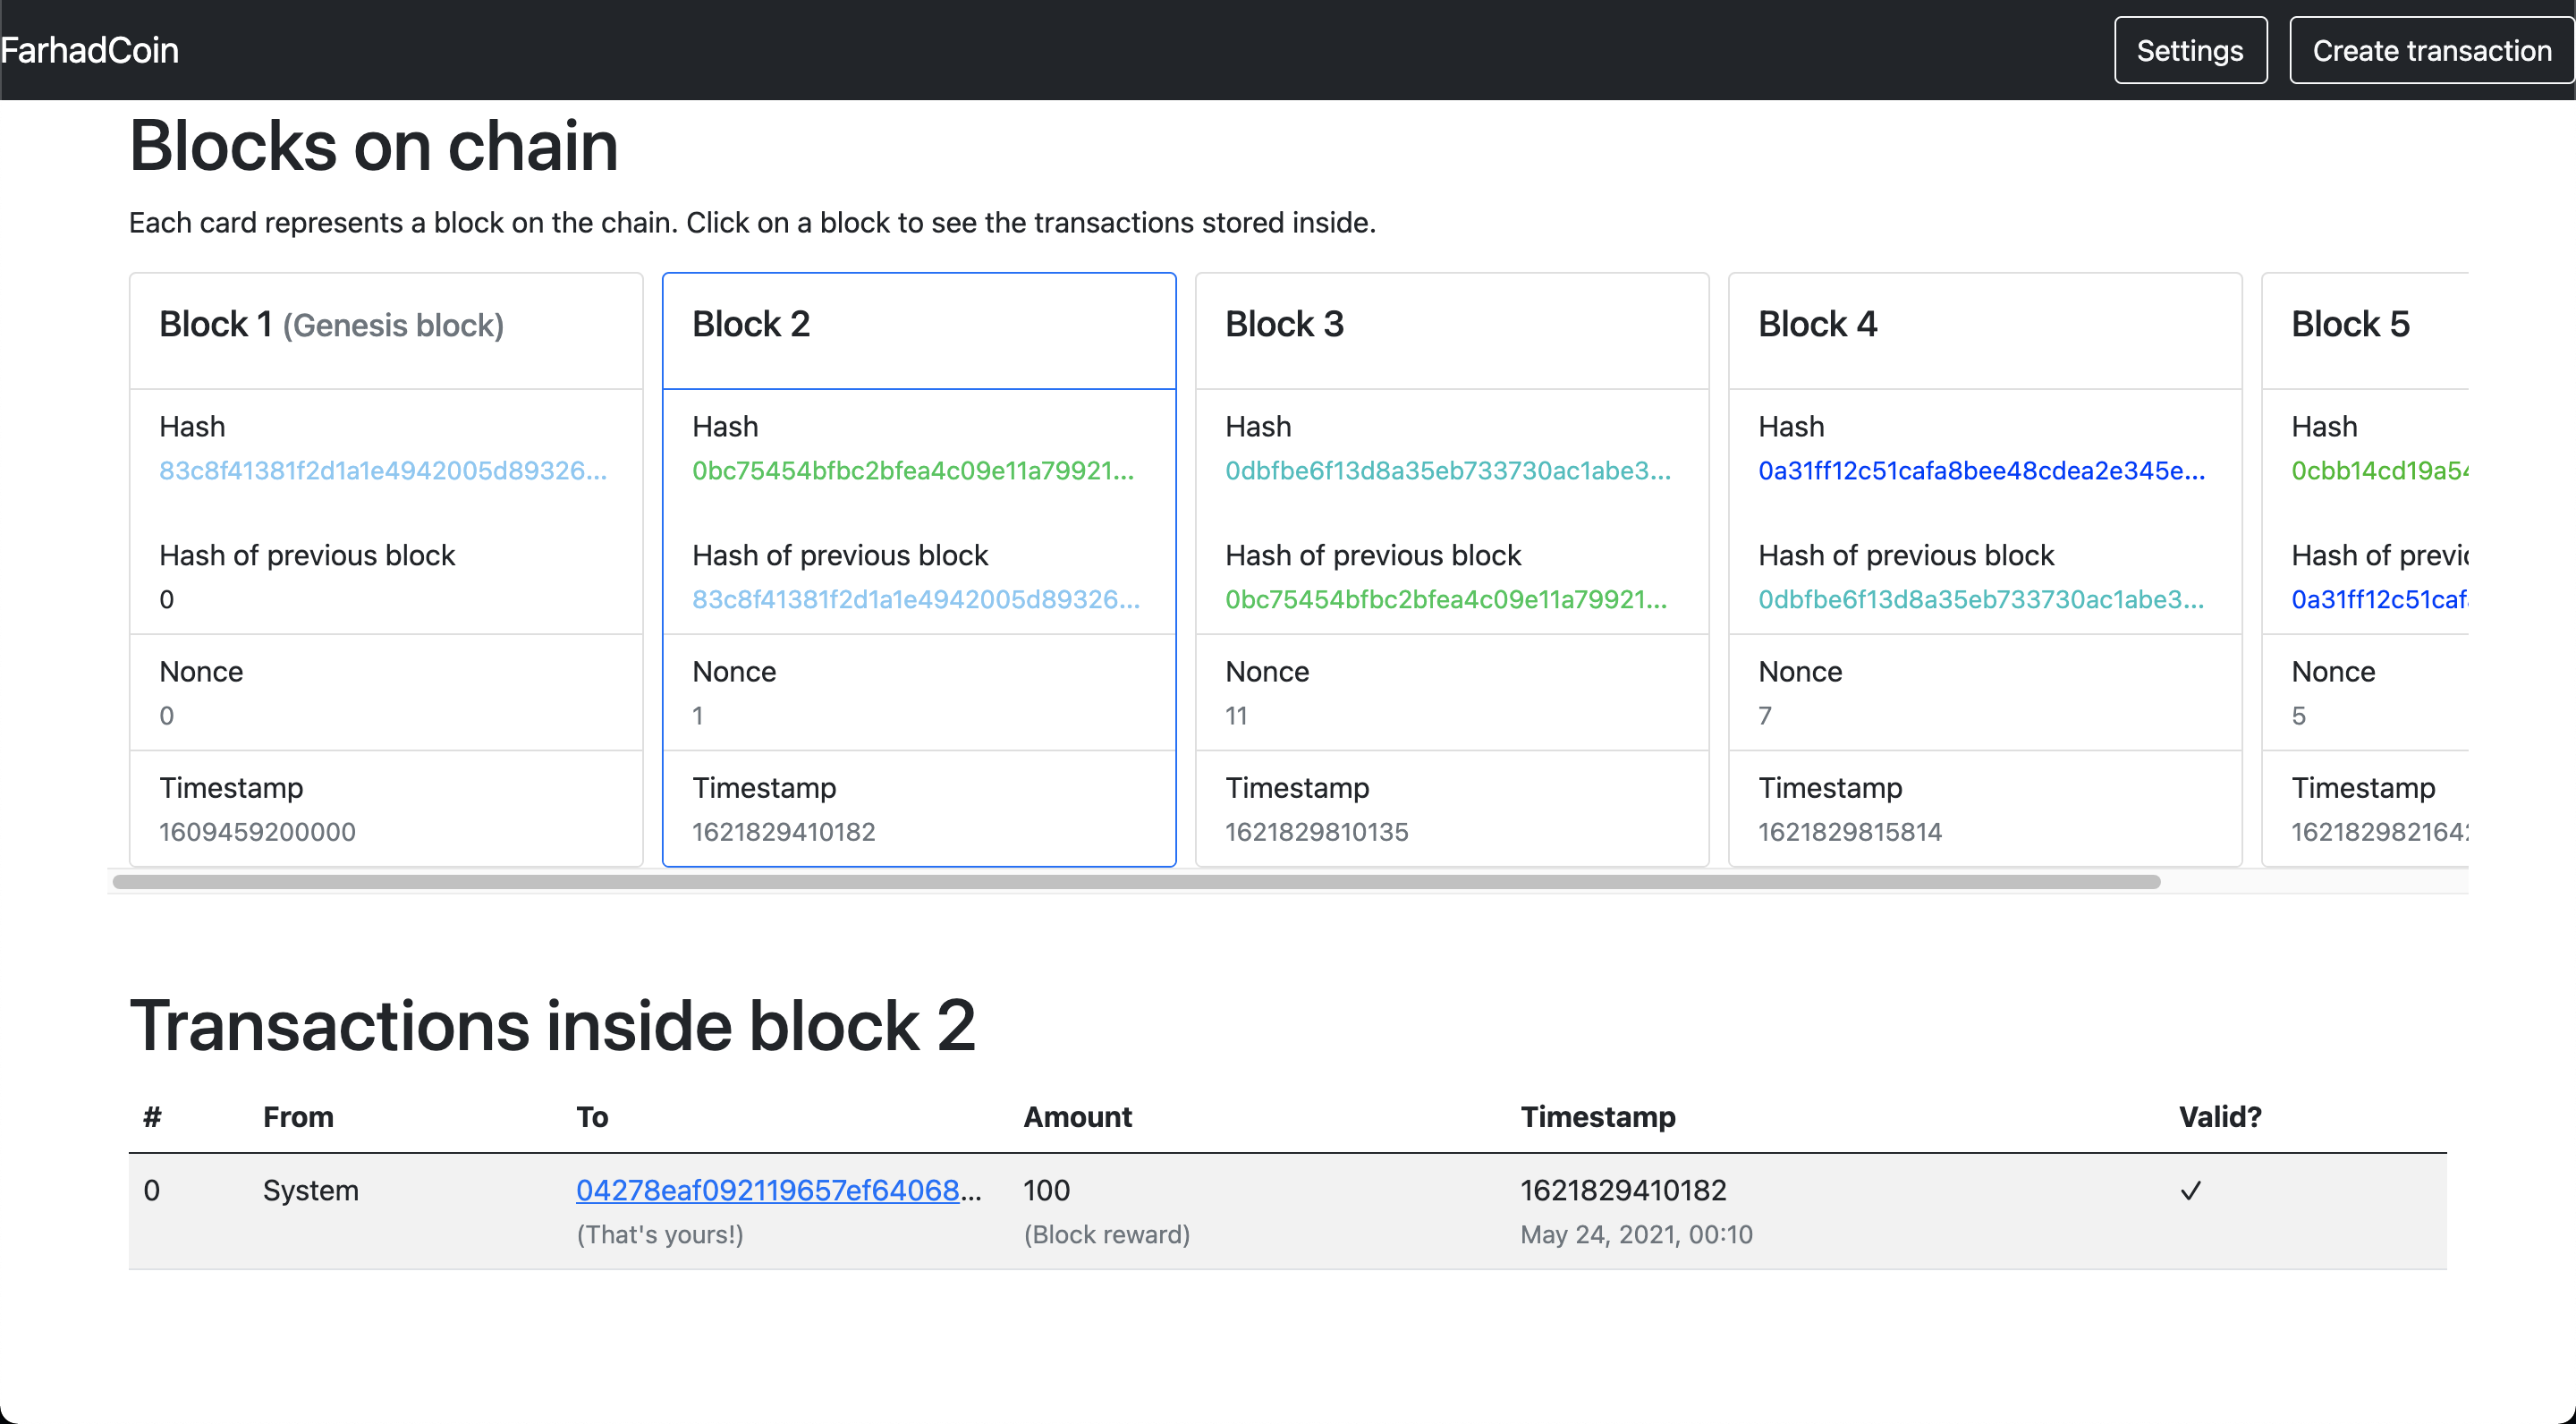 FarhadCoin
Settings
Create transaction
Blocks on chain
Each card represents a block on the chain. Click on a block to see the transactions stored inside.
Block 1 (Genesis block)
Hash
83c8f41381f2d1a1e4942005d89326...
Hash of previous block
0
Nonce
0
Timestamp
1609459200000
Block 2
Hash
0bc75454bfbc2bfea4c09e11a79921...
Hash of previous block
83c8f41381f2d1a1e4942005d89326...
Nonce
1
Timestamp
1621829410182
Block 3
Hash
0dbfbe6f13d8a35eb733730ac1abe3...
Hash of previous block
0bc75454bfbc2bfea4c09e11a79921...
Nonce
11
Timestamp
1621829810135
Block 4
Hash
0a31ff12c51cafa8bee48cdea2e345e...
Hash of previous block
0dbfbe6f13d8a35eb733730ac1abe3...
Nonce
7
Timestamp
1621829815814
Block 5
Hash
0cbb14cd19a54
Hash of previo
0a31ff12c51caf
Nonce
5
Timestamp
162182982164
Transactions inside block 2
# From To Amount Timestamp Valid?
0 System 04278eaf092119657ef64068... 100 1621829410182 ✓
(That's yours!) (Block reward) May 24, 2021, 00:10